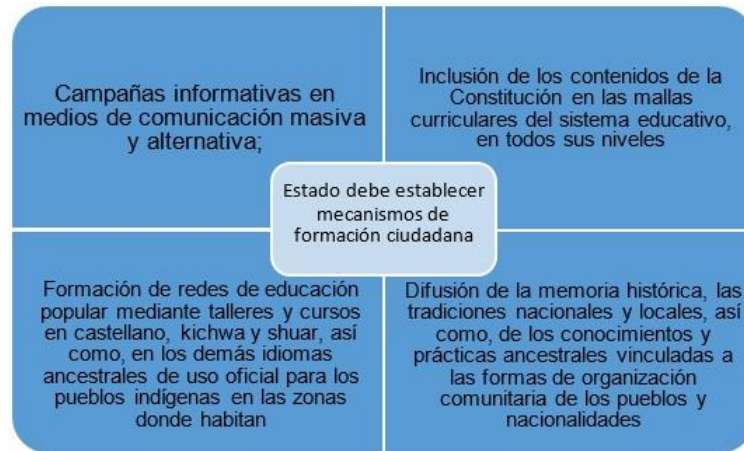 Campañas informativas en
medios de comunicación masiva
y alternativa;
Inclusión de los contenidos de la
Constitución en las mallas
curriculares del sistema educativo,
en todos sus niveles
Estado debe establecer
mecanismos de
formación ciudadana
Formación de redes de educación
popular mediante talleres y cursos
en castellano, kichwa y shuar, así
como, en los demás idiomas
ancestrales de uso oficial para los
pueblos indígenas en las zonas
donde habitan
Difusión de la memoria histórica, las
tradiciones nacionales y locales, así
como, de los conocimientos y
prácticas ancestrales vinculadas a
las formas de organización
comunitaria de los pueblos y
nacionalidades